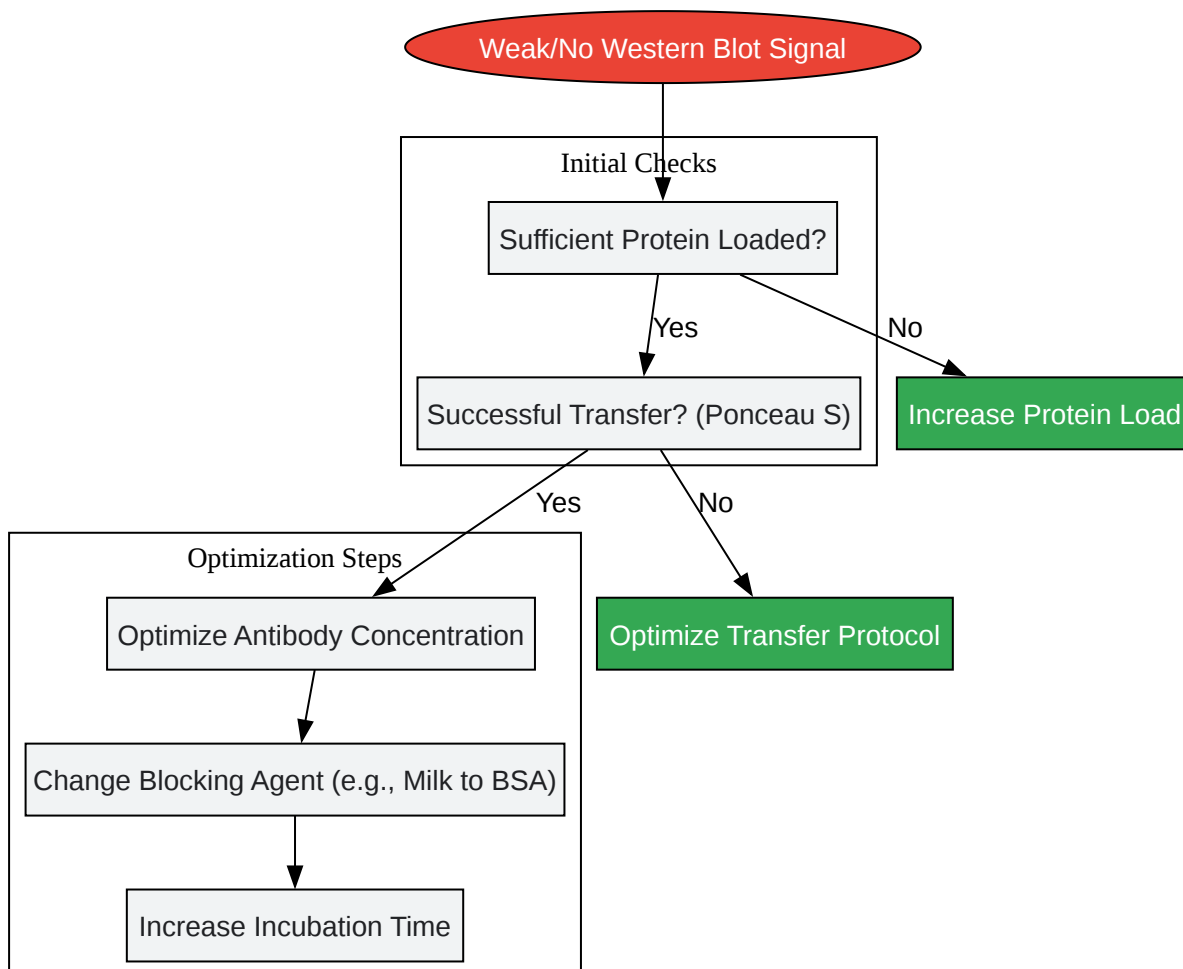 Weak/No Western Blot Signal
Initial Checks
Sufficient Protein Loaded?
Yes
No
Successful Transfer? (Ponceau S)
Increase Protein Load
Yes
No
Optimization Steps
Optimize Antibody Concentration
Optimize Transfer Protocol
Change Blocking Agent (e.g., Milk to BSA)
Increase Incubation Time